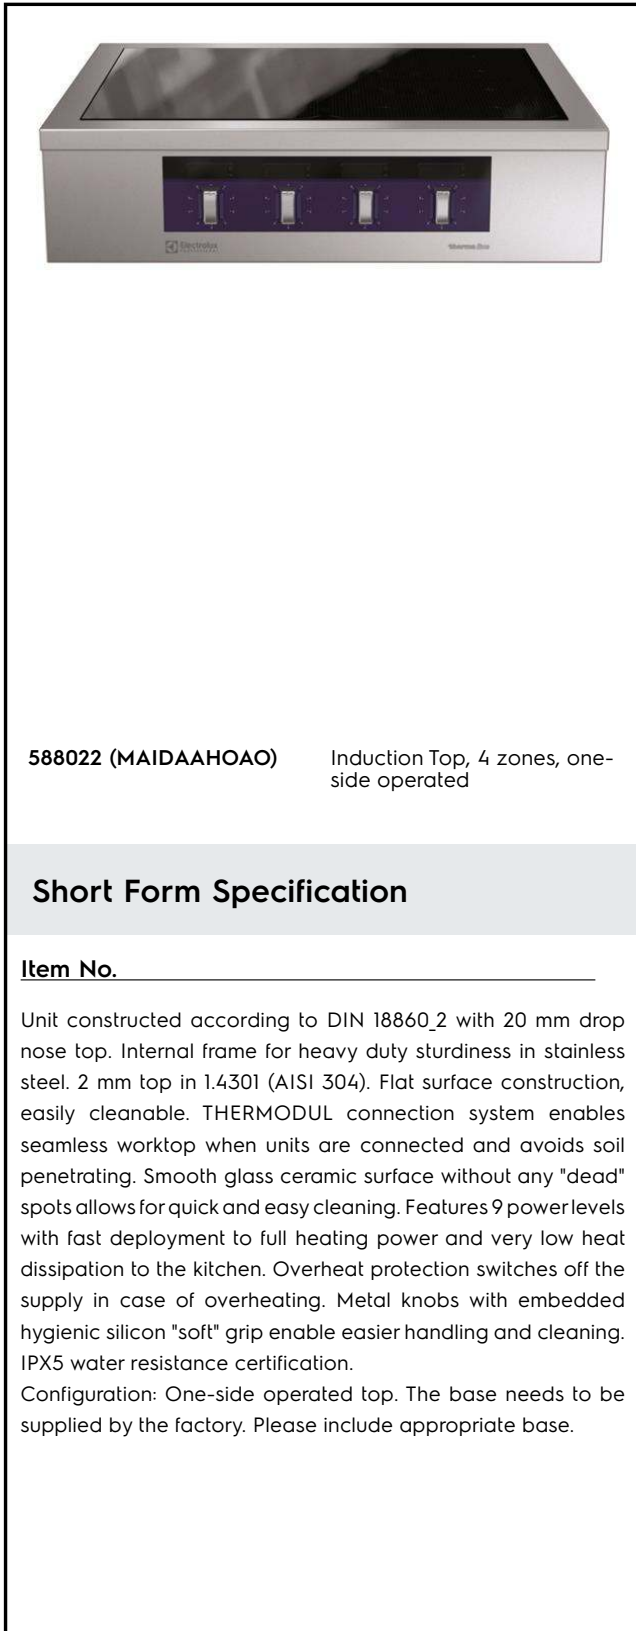 Electrolux
PROFESSIONAL
588022 (MAIDAAHOAO)
Induction Top, 4 zones, one-
side operated
Short Form Specification
Item No.
Unit constructed according to DIN 18860_2 with 20 mm drop
nose top. Internal frame for heavy duty sturdiness in stainless
steel. 2 mm top in 1.4301 (AISI 304). Flat surface construction,
easily cleanable. THERMODUL connection system enables
seamless worktop when units are connected and avoids soil
penetrating. Smooth glass ceramic surface without any "dead"
spots allows for quick and easy cleaning. Features 9 power levels
with fast deployment to full heating power and very low heat
dissipation to the kitchen. Overheat protection switches off the
supply in case of overheating. Metal knobs with embedded
hygienic silicon "soft" grip enable easier handling and cleaning.
IPX5 water resistance certification.
Configuration: One-side operated top. The base needs to be
supplied by the factory. Please include appropriate base.